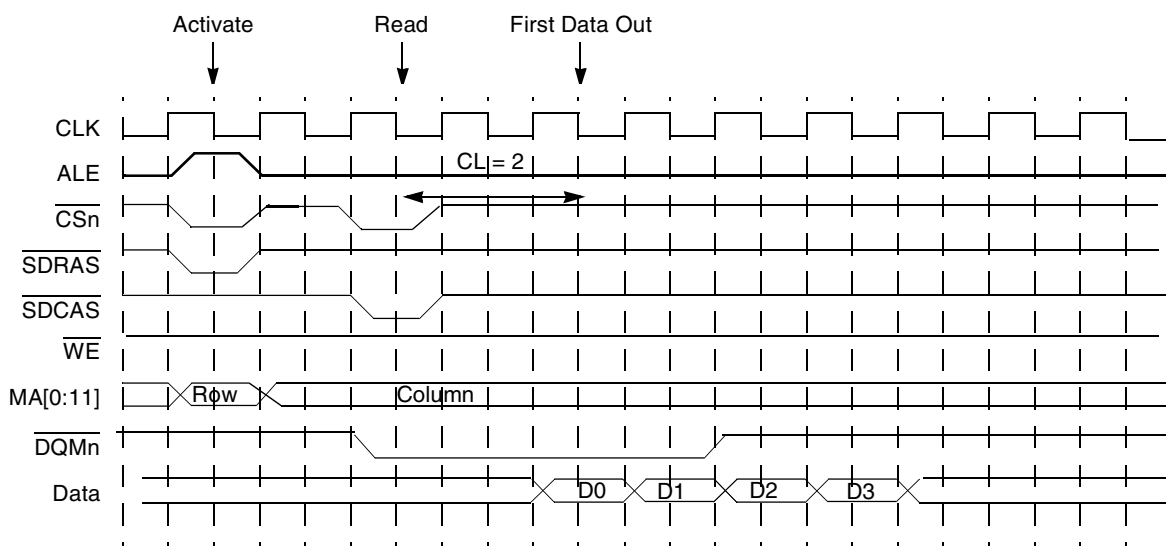 Activate Read First Data Out
CLK
ALE
CL = 2
CSn
SDRAS
SDCAS
WE
MA[0:11] Row Column
DQMn
Data D0 D1 D2 D3